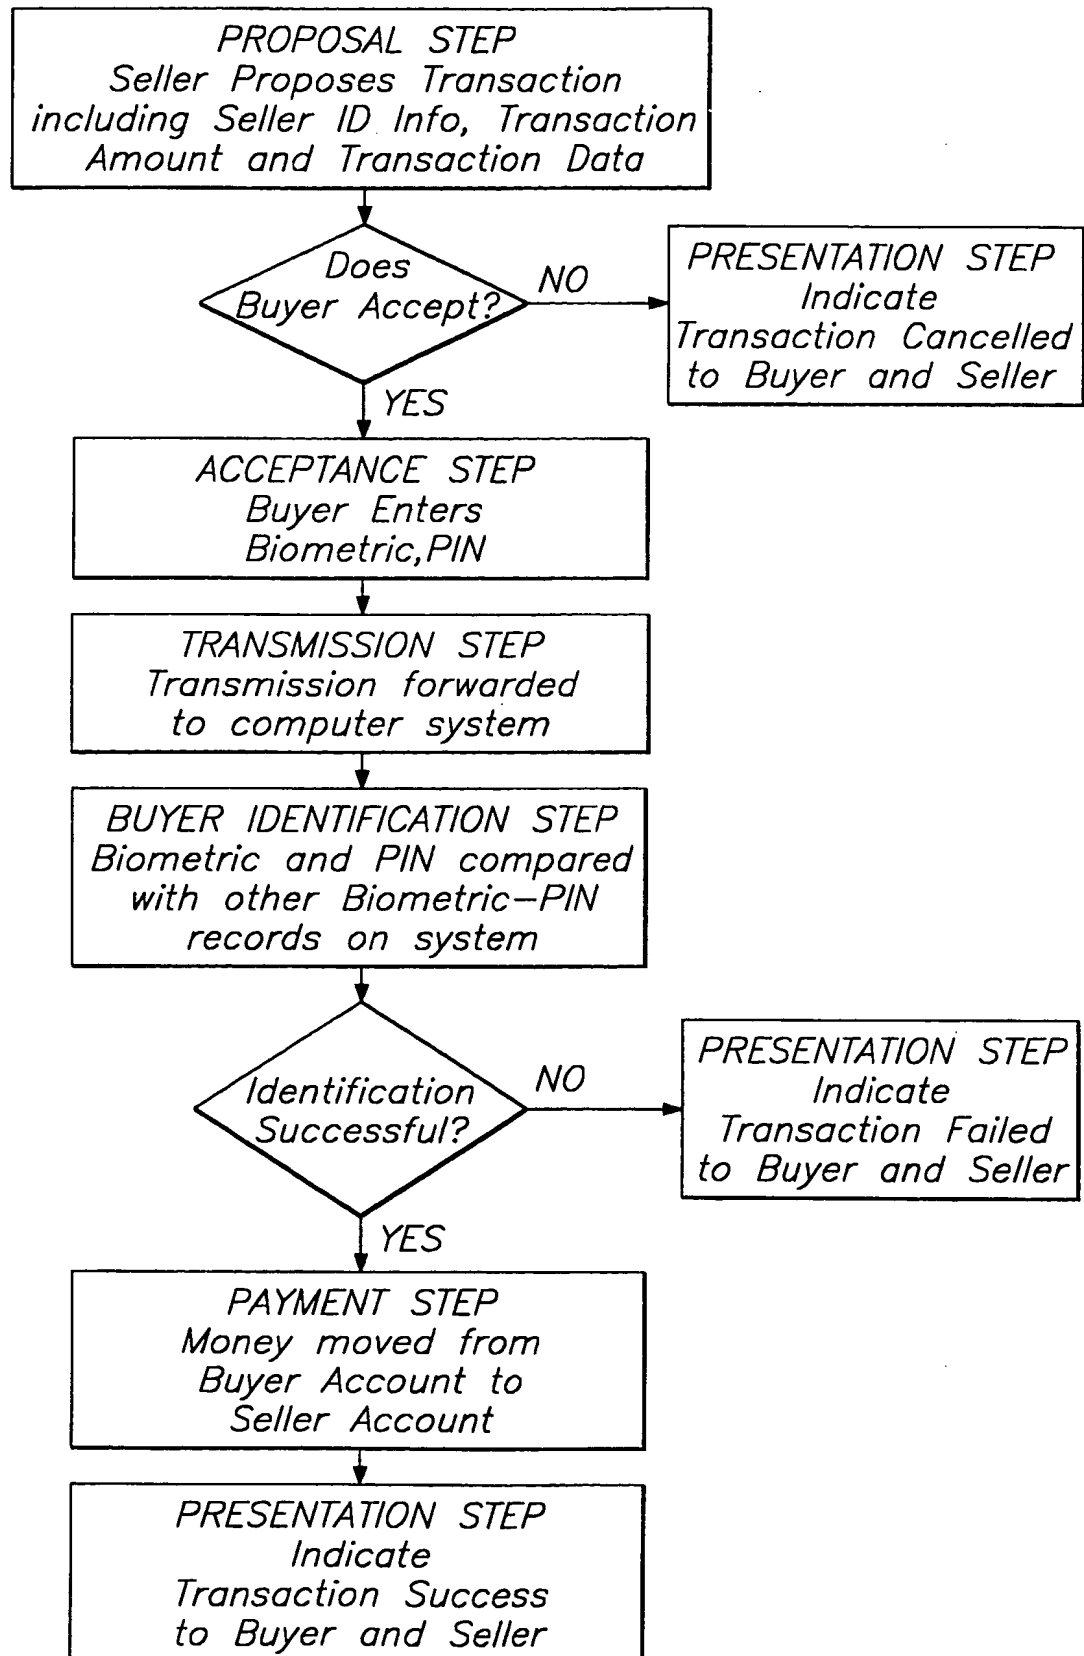 PROPOSAL STEP
Seller Proposes Transaction
including Seller ID Info, Transaction
Amount and Transaction Data
Does
Buyer Accept?
NO
PRESENTATION STEP
Indicate
Transaction Cancelled
to Buyer and Seller
YES
ACCEPTANCE STEP
Buyer Enters
Biometric,PIN
TRANSMISSION STEP
Transmission forwarded
to computer system
BUYER IDENTIFICATION STEP
Biometric and PIN compared
with other Biometric–PIN
records on system
Identification
Successful?
NO
PRESENTATION STEP
Indicate
Transaction Failed
to Buyer and Seller
YES
PAYMENT STEP
Money moved from
Buyer Account to
Seller Account
PRESENTATION STEP
Indicate
Transaction Success
to Buyer and Seller